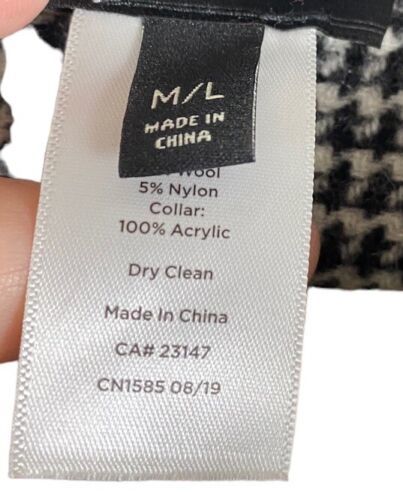 M/L
MADE IN
CHINA
Wool
5% Nylon
Collar:
100% Acrylic
Dry Clean
Made In China
CA# 23147
CN1585 08/19